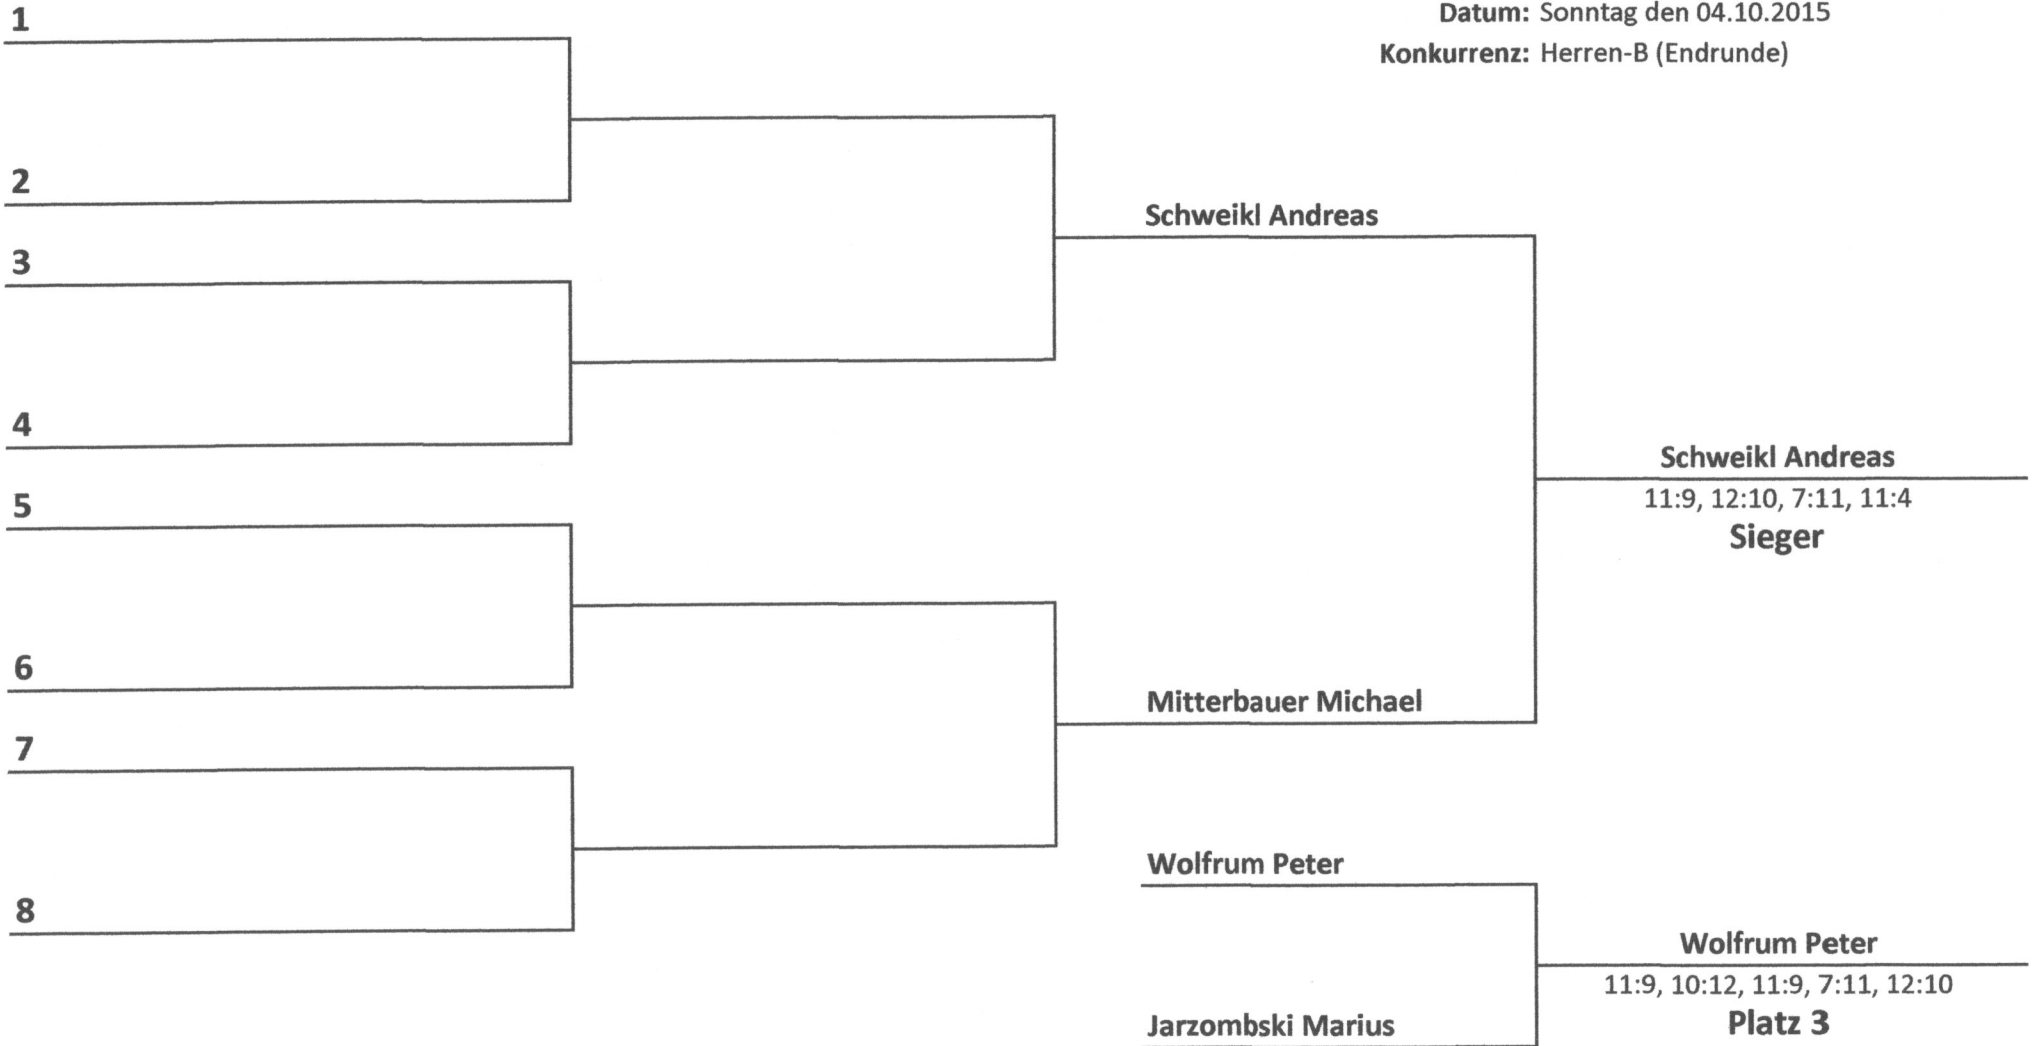 Datum: Sonntag den 04.10.2015
Konkurrenz: Herren-B (Endrunde)
1
2
3
4
5
6
7
8
Schweikl Andreas
Mitterbauer Michael
Schweikl Andreas
11:9, 12:10, 7:11, 11:4
Sieger
Wolfrum Peter
Jarzombski Marius
Wolfrum Peter
11:9, 10:12, 11:9, 7:11, 12:10
Platz 3